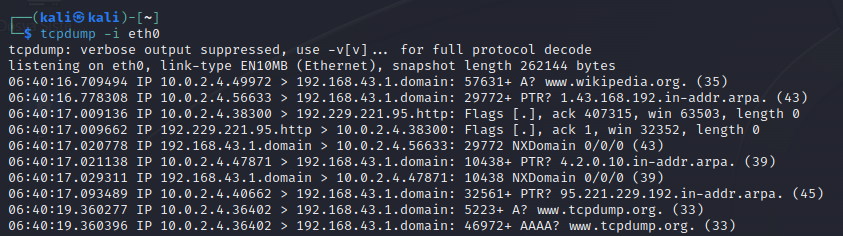 ┌──(kali㉿kali)-[~]
└─$ tcpdump -i eth0
tcpdump: verbose output suppressed, use -v[v]... for full protocol decode
listening on eth0, link-type EN10MB (Ethernet), snapshot length 262144 bytes
06:40:16.709494 IP 10.0.2.4.49972 > 192.168.43.1.domain: 57631+ A? www.wikipedia.org. (35)
06:40:16.778308 IP 10.0.2.4.56633 > 192.168.43.1.domain: 29772+ PTR? 1.43.168.192.in-addr.arpa. (43)
06:40:17.009136 IP 10.0.2.4.38300 > 192.229.221.95.http: Flags [.], ack 407315, win 63503, length 0
06:40:17.009662 IP 192.229.221.95.http > 10.0.2.4.38300: Flags [.], ack 1, win 32352, length 0
06:40:17.020778 IP 192.168.43.1.domain > 10.0.2.4.56633: 29772 NXDomain 0/0/0 (43)
06:40:17.021138 IP 10.0.2.4.47871 > 192.168.43.1.domain: 10438+ PTR? 4.2.0.10.in-addr.arpa. (39)
06:40:17.029311 IP 192.168.43.1.domain > 10.0.2.4.47871: 10438 NXDomain 0/0/0 (39)
06:40:17.093489 IP 10.0.2.4.40662 > 192.168.43.1.domain: 32561+ PTR? 95.221.229.192.in-addr.arpa. (45)
06:40:19.360277 IP 10.0.2.4.36402 > 192.168.43.1.domain: 5223+ A? www.tcpdump.org. (33)
06:40:19.360396 IP 10.0.2.4.36402 > 192.168.43.1.domain: 46972+ AAAA? www.tcpdump.org. (33)